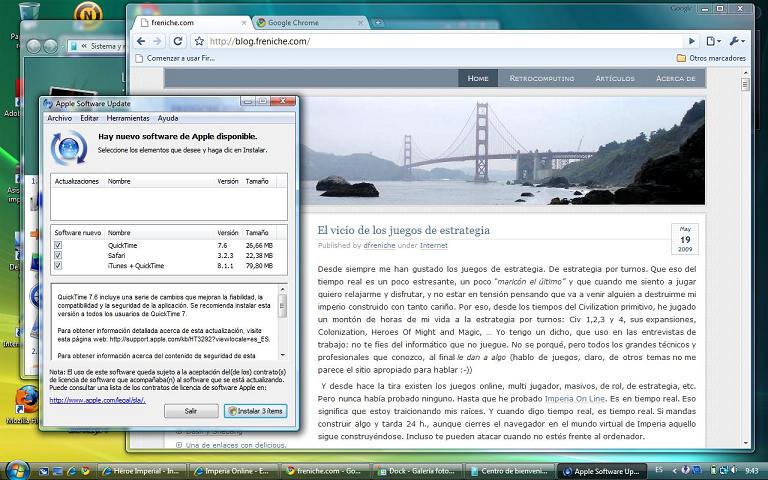 freniche.com
Google Chrome
Google
http://blog.freniche.com/
Comenzar a usar Fir...
Otros marcadores
Sistema y
Home
Retrocomputing
Artículos
Acerca de
Apple Software Update
Archivo Editar Herramientas Ayuda
Hay nuevo software de Apple disponible.
Seleccione los elementos que desee y haga clic en Instalar.
Actualizaciones Nombre Versión Tamaño
Software nuevo Nombre Versión Tamaño
QuickTime 7.6 26,66 MB
Safari 3.2.3 22,38 MB
iTunes + QuickTime 8.1.1 79,80 MB
QuickTime 7.6 incluye una serie de cambios que mejoran la fiabilidad, la
compatibilidad y la seguridad de la aplicación. Se recomienda instalar esta
versión a todos los usuarios de QuickTime 7.
Para obtener información detallada acerca de esta actualización, visite
esta página web: http://support.apple.com/kb/HT3292?viewlocale=es_ES.
Para obtener información acerca del contenido de seguridad de esta
Nota: El uso de este software queda sujeto a la aceptación del(de los) contrato(s)
de licencia de software que acompañaba(n) al software que se está actualizando.
Puede consultar una lista de los contratos de licencia de software Apple en:
http://www.apple.com/legal/sla/.
Salir
Instalar 3 ítems
El vicio de los juegos de estrategia
Published by dfreniche under Internet
May
19
2009
Desde siempre me han gustado los juegos de estrategia. De estrategia por turnos. Que eso del
tiempo real es un poco estresante, un poco "maricón el último" y que cuando me siento a jugar
quiero relajarme y disfrutar, y no estar en tensión pensando que va a venir alguien a destruirme mi
imperio construido con tanto cariño. Por eso, desde los tiempos del Civilization primitivo, he jugado
un montón de horas de mi vida a la estrategia por turnos: Civ 1,2,3 y 4, sus expansiones,
Colonization, Heroes Of Might and Magic, ... Yo tengo un dicho, que uso en las entrevistas de
trabajo: no te fies del informático que no juegue. No se porqué, pero todos los grandes técnicos y
profesionales que conozco, al final le dan a algo (hablo de juegos, claro, de otros temas no me
parece el sitio apropiado para hablar :-))
Y desde hace la tira existen los juegos online, multi jugador, masivos, de rol, de estrategia, etc.
Pero nunca había probado ninguno. Hasta que he probado Imperia On Line. Es en tiempo real. Eso
significa que estoy traicionando mis raíces. Y cuando digo tiempo real, es tiempo real. Si mandas
construir algo y tarda 24 h., aunque cierres el navegador en el mundo virtual de Imperia aquello
sigue construyéndose. Incluso te pueden atacar cuando no estés frente al ordenador.
Una de enlaces con delicious.
Héroe Imperial - In...
Imperia Online - E...
freniche.com - Go...
Dock - Galería foto...
Centro de bienveni...
Apple Software Up...
ES
9:43